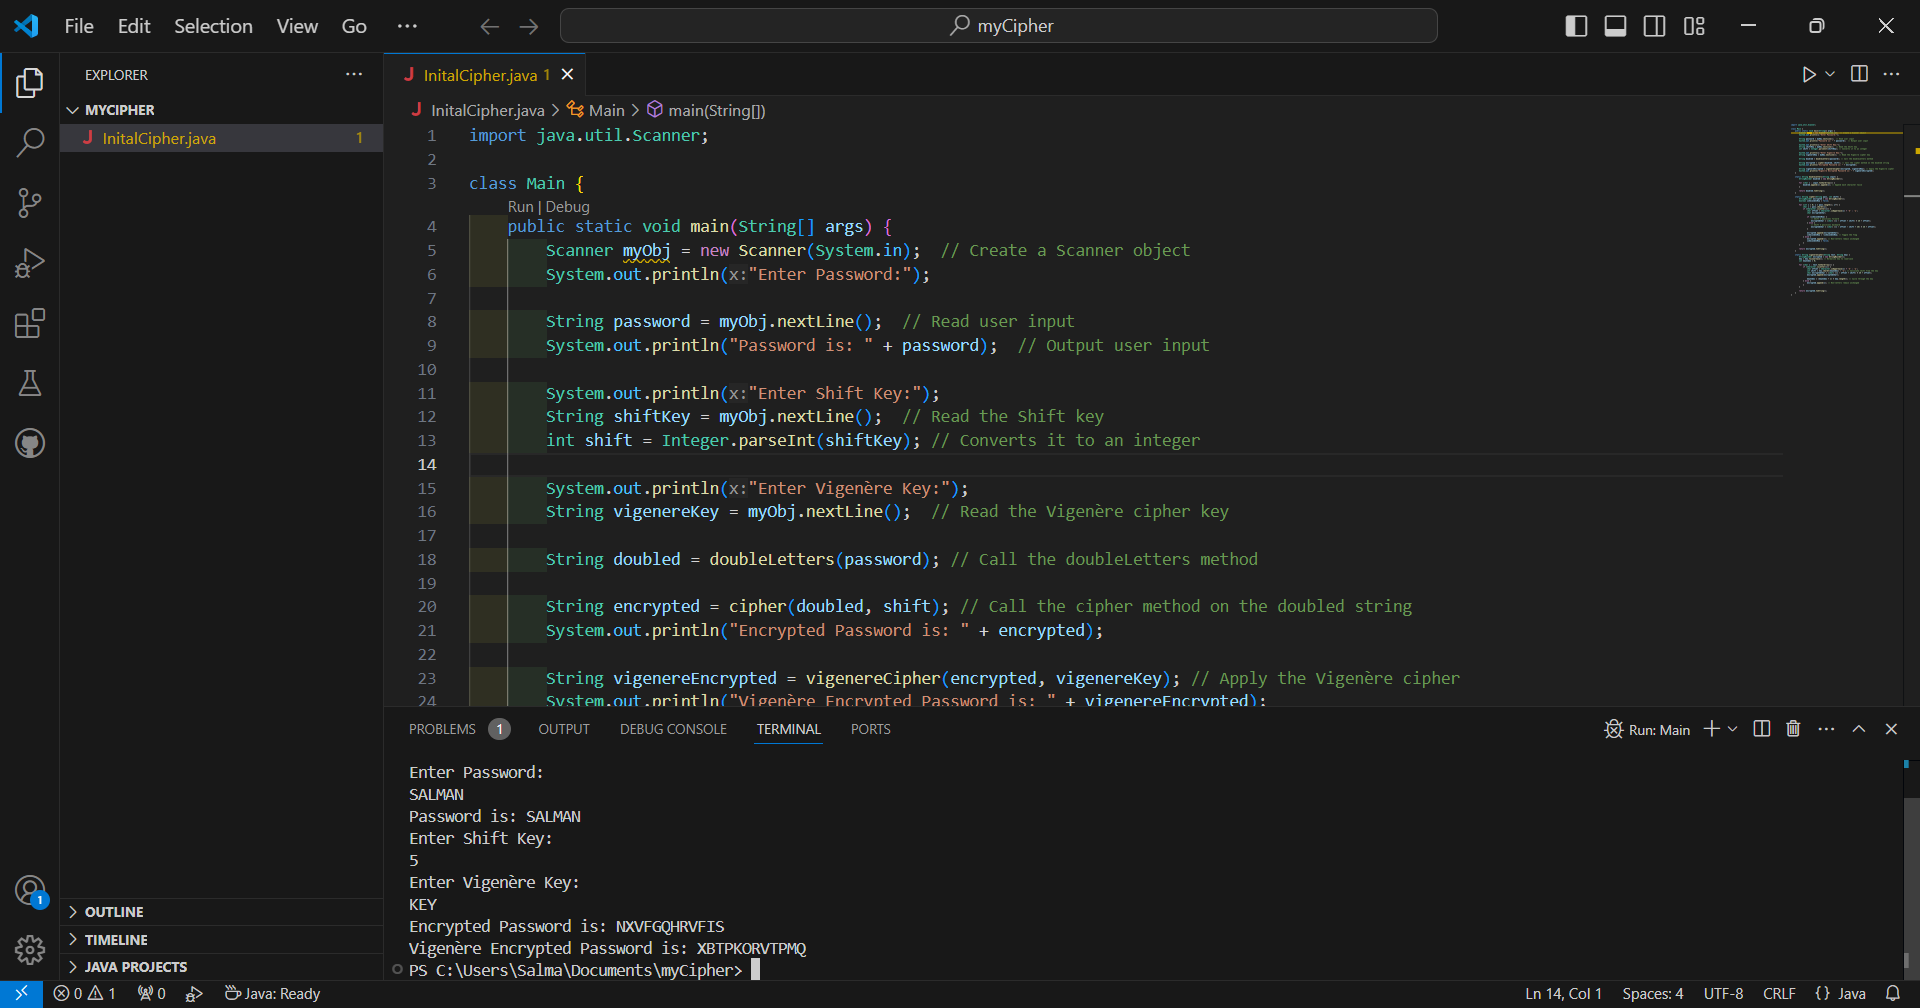 File Edit Selection View Go ··· myCipher
EXPLORER ···
MYCIPHER
InitalCipher.java 1
OUTLINE
TIMELINE
JAVA PROJECTS
1
InitalCipher.java 1
InitalCipher.java > Main > main(String[])
1 import java.util.Scanner;
2
3 class Main {
Run | Debug
4 public static void main(String[] args) {
5 Scanner myObj = new Scanner(System.in); // Create a Scanner object
6 System.out.println(x:"Enter Password:");
7
8 String password = myObj.nextLine(); // Read user input
9 System.out.println("Password is: " + password); // Output user input
10
11 System.out.println(x:"Enter Shift Key:");
12 String shiftKey = myObj.nextLine(); // Read the Shift key
13 int shift = Integer.parseInt(shiftKey); // Converts it to an integer
14
15 System.out.println(x:"Enter Vigenère Key:");
16 String vigenereKey = myObj.nextLine(); // Read the Vigenère cipher key
17
18 String doubled = doubleLetters(password); // Call the doubleLetters method
19
20 String encrypted = cipher(doubled, shift); // Call the cipher method on the doubled string
21 System.out.println("Encrypted Password is: " + encrypted);
22
23 String vigenereEncrypted = vigenereCipher(encrypted, vigenereKey); // Apply the Vigenère cipher
24 System.out.println("Vigenère Encrypted Password is: " + vigenereEncrypted);
PROBLEMS 1 OUTPUT DEBUG CONSOLE TERMINAL PORTS Run: Main
Enter Password:
SALMAN
Password is: SALMAN
Enter Shift Key:
5
Enter Vigenère Key:
KEY
Encrypted Password is: NXVFGQHRVFIS
Vigenère Encrypted Password is: XBTPKORVTPMQ
PS C:\Users\Salma\Documents\myCipher>
0 1 0 Java: Ready Ln 14, Col 1 Spaces: 4 UTF-8 CRLF {} Java